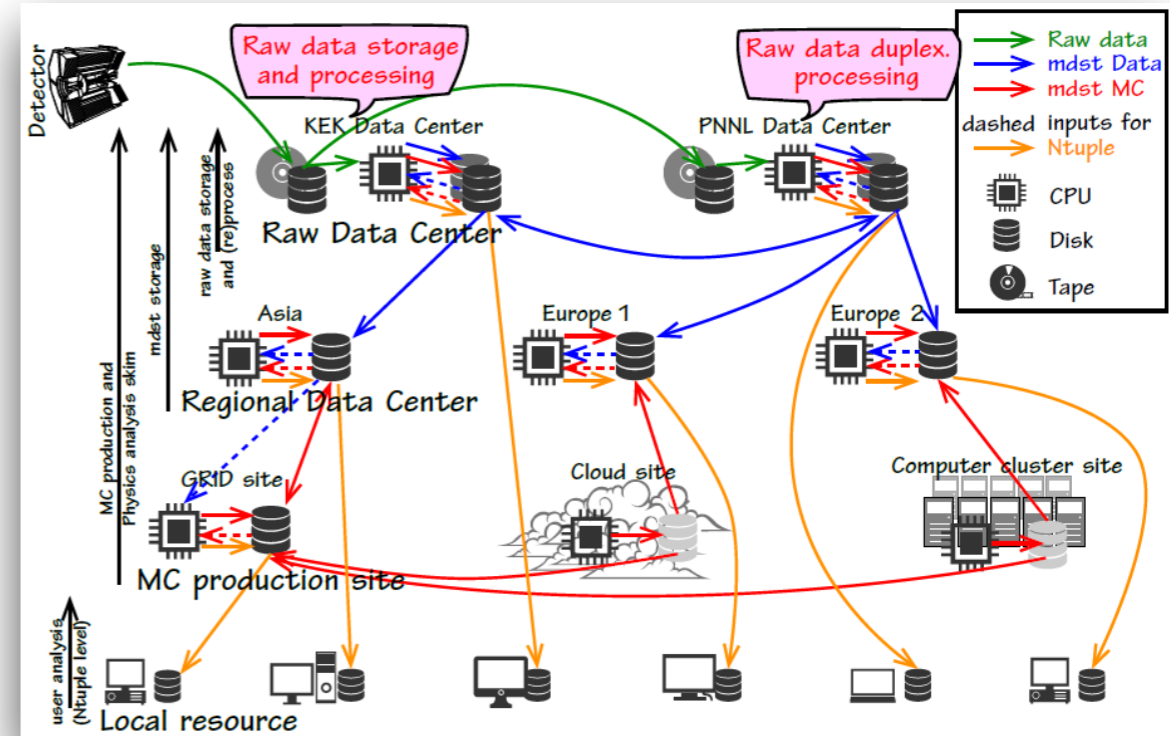 Detector
Raw data storage
and processing
Raw data duplex.
processing
Raw data
mdst Data
mdst MC
dashed inputs for
Ntuple
CPU
Disk
Tape
KEK Data Center
PNNL Data Center
Raw Data Center
raw data storage
and (re)process
mdst storage
MC production and
Physics analysis skim
Asia
Europe 1
Europe 2
Regional Data Center
GRID site
Cloud site
Computer cluster site
MC production site
user analysis
(Ntuple level)
Local resource